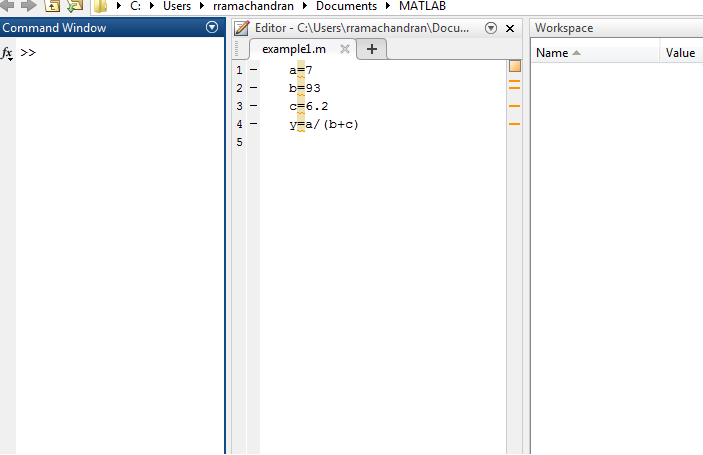 C: Users rramachandran Documents MATLAB
Command Window
fx >>
Editor - C:\Users\rramachandran\Docum...
example1.m
1 - a=7
2 - b=93
3 - c=6.2
4 - y=a/(b+c)
5
Workspace
Name Value